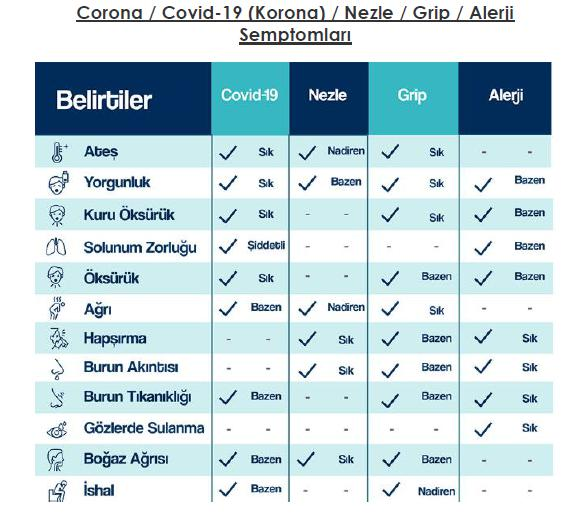 Corona / Covid-19 (Korona) / Nezle / Grip / Alerji
Semptomları
Belirtiler Covid-19 Nezle Grip Alerji
Ateş Sık Nadiren Sık - -
Yorgunluk Sık Bazen Sık Bazen
Kuru Öksürük Sık - - Sık Bazen
Solunum Zorluğu Şiddetli - - - - Bazen
Öksürük Sık - - Bazen Bazen
Ağrı Bazen Nadiren Sık - -
Hapşırma - - Sık Bazen Sık
Burun Akıntısı - - Sık Bazen Sık
Burun Tıkanıklığı Bazen - - Bazen Sık
Gözlerde Sulanma - - - - - - Sık
Boğaz Ağrısı Bazen Sık Bazen - -
İshal Bazen - - Nadiren - -